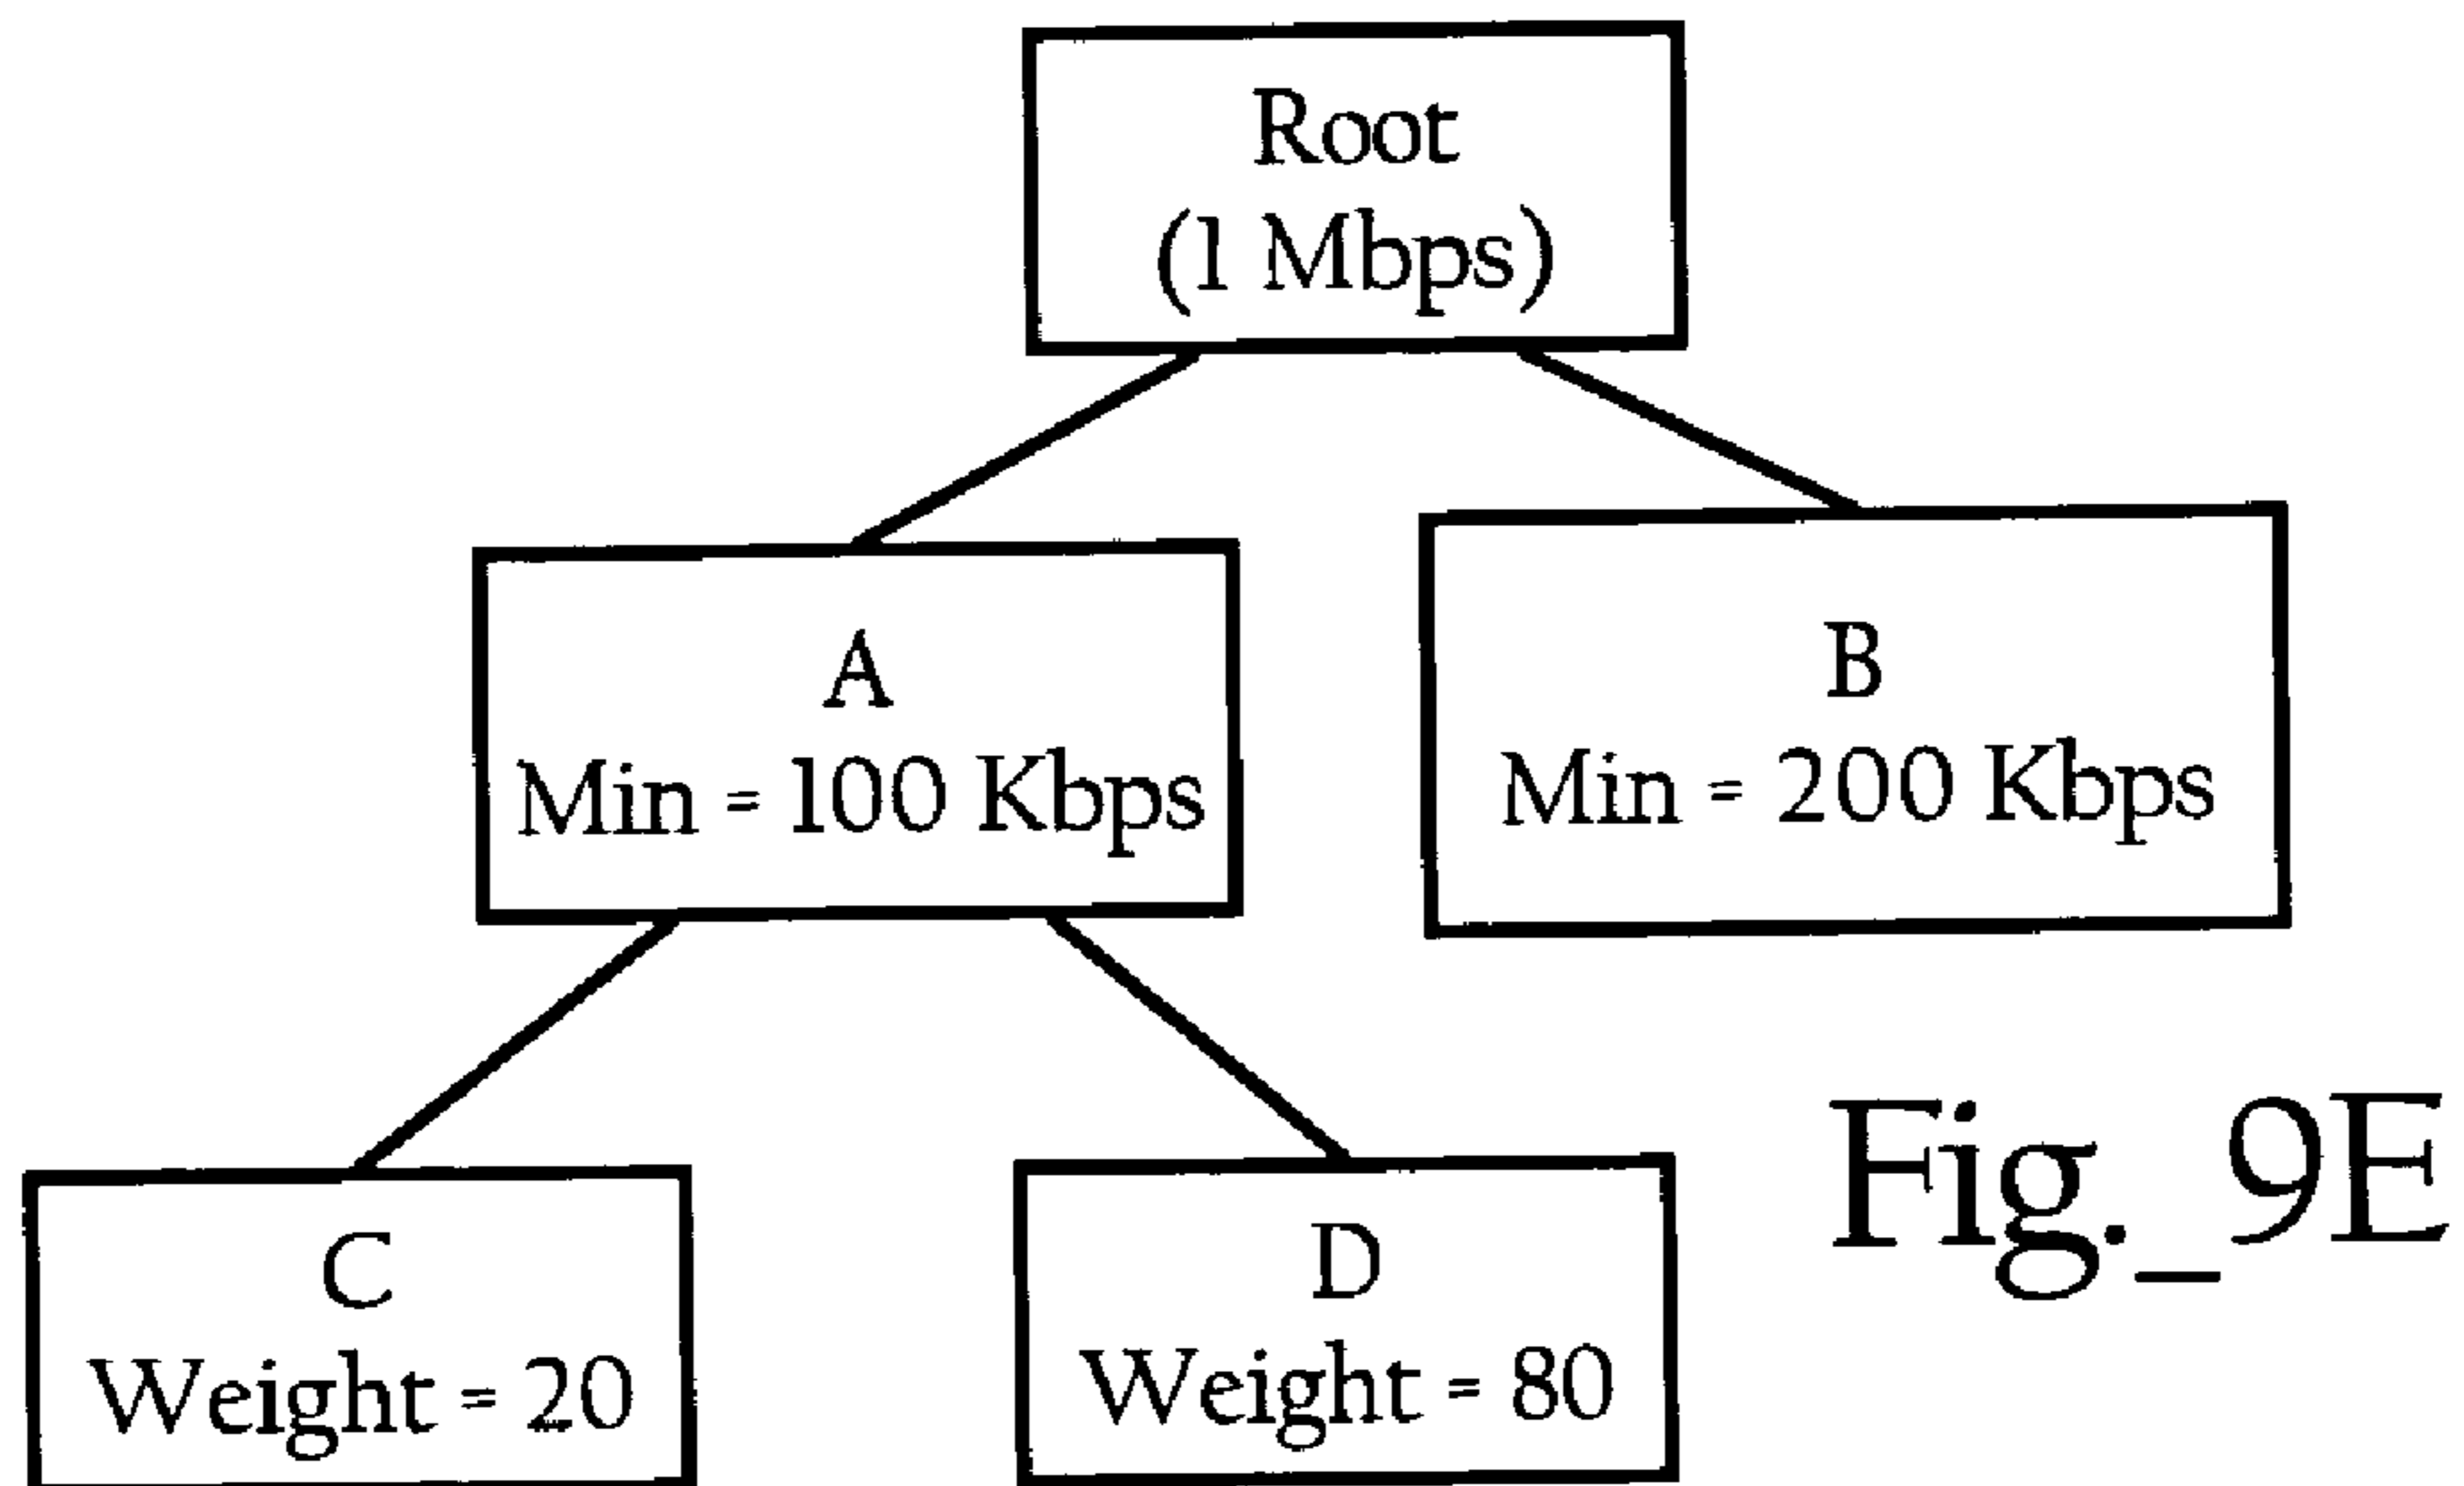 Root
(1 Mbps)
A
Min = 100 Kbps
B
Min = 200 Kbps
C
Weight = 20
D
Weight = 80
Fig._9E